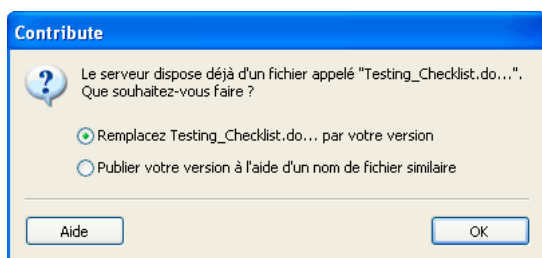 Contribute
Le serveur dispose déjà d'un fichier appelé "Testing_Checklist.do...".
Que souhaitez-vous faire ?
Remplacez Testing_Checklist.do... par votre version
Publier votre version à l'aide d'un nom de fichier similaire
Aide
OK